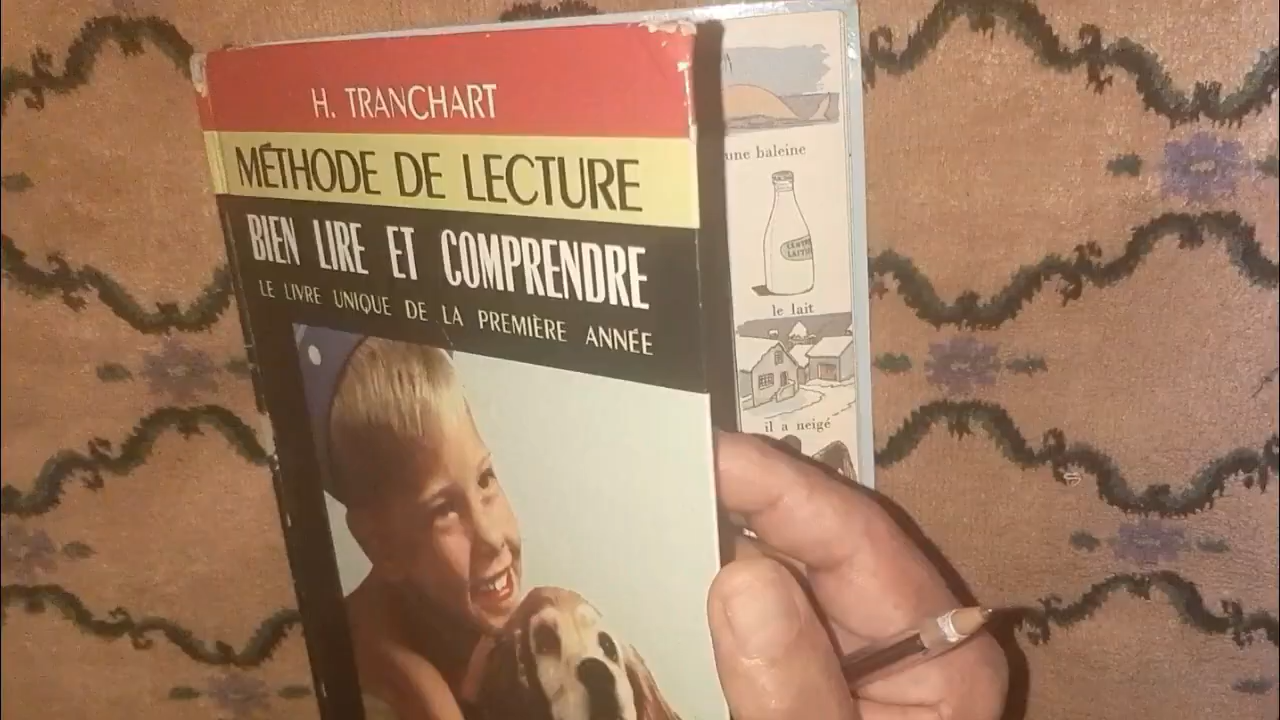 H. TRANCHART
MÉTHODE DE LECTURE
BIEN LIRE ET COMPRENDRE
LE LIVRE UNIQUE DE LA PREMIÈRE ANNÉE
une baleine
le lait
il a neigé